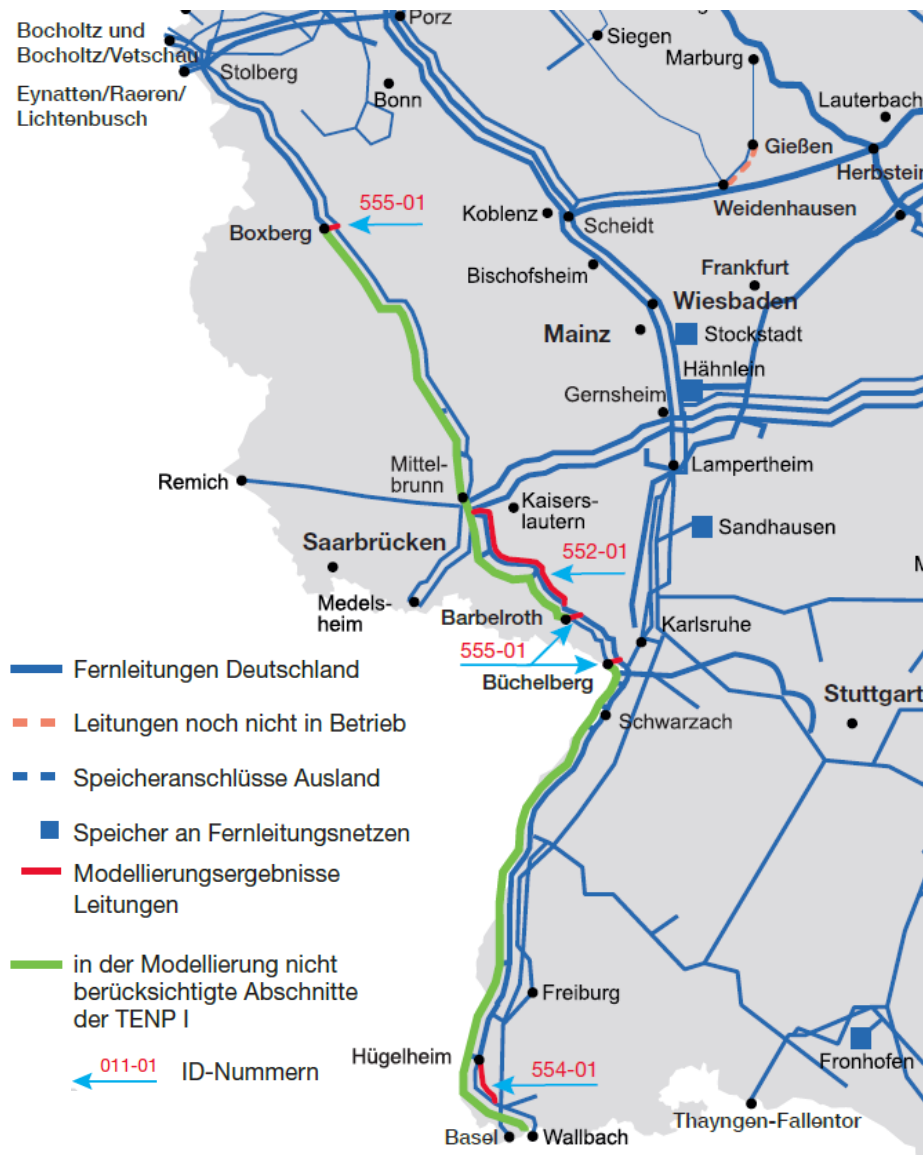 Bocholtz und
Bocholtz/Vetschau
Eynatten/Raeren/
Lichtenbusch
Porz
Stolberg
Bonn
Siegen
Marburg
Lauterbach
Gießen
Herbstein
Weidenhausen
555-01
Boxberg
Koblenz
Scheidt
Bischofsheim
Frankfurt
Wiesbaden
Mainz
Stockstadt
Hähnlein
Gernsheim
Mittel-
brunn
Lampertheim
Remich
Kaisers-
lautern
Sandhausen
Saarbrücken
552-01
M
Medels-
heim
Barbelroth
Karlsruhe
555-01
Büchelberg
Stuttgart
Schwarzach
Fernleitungen Deutschland
Leitungen noch nicht in Betrieb
Speicheranschlüsse Ausland
Speicher an Fernleitungsnetzen
Modellierungsergebnisse
Leitungen
in der Modellierung nicht
berücksichtigte Abschnitte
der TENP I
011-01 ID-Nummern
Freiburg
Hügelheim
554-01
Fronhofen
Thayngen-Fallentor
Basel
Wallbach